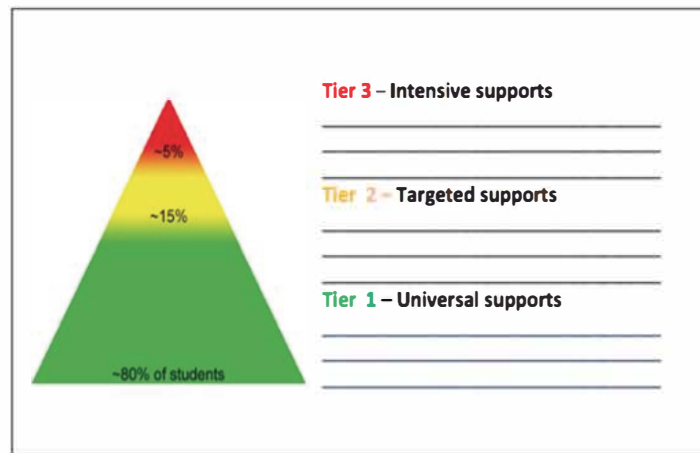 Tier 3 – Intensive supports
~5%
Tier 2 – Targeted supports
~15%
Tier 1 – Universal supports
~80% of students